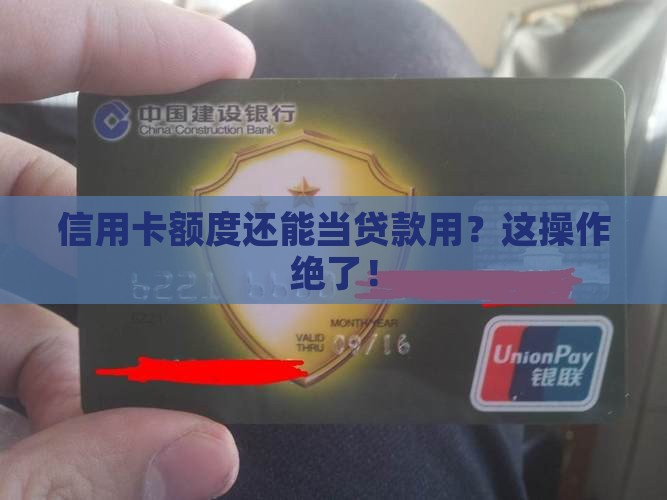 中国建设银行
China Construction Bank
信用卡额度还能当贷款用？这操作
绝了！
6221
MONTH/YEAR
VALID
THRU
09/16
UnionPay
银联